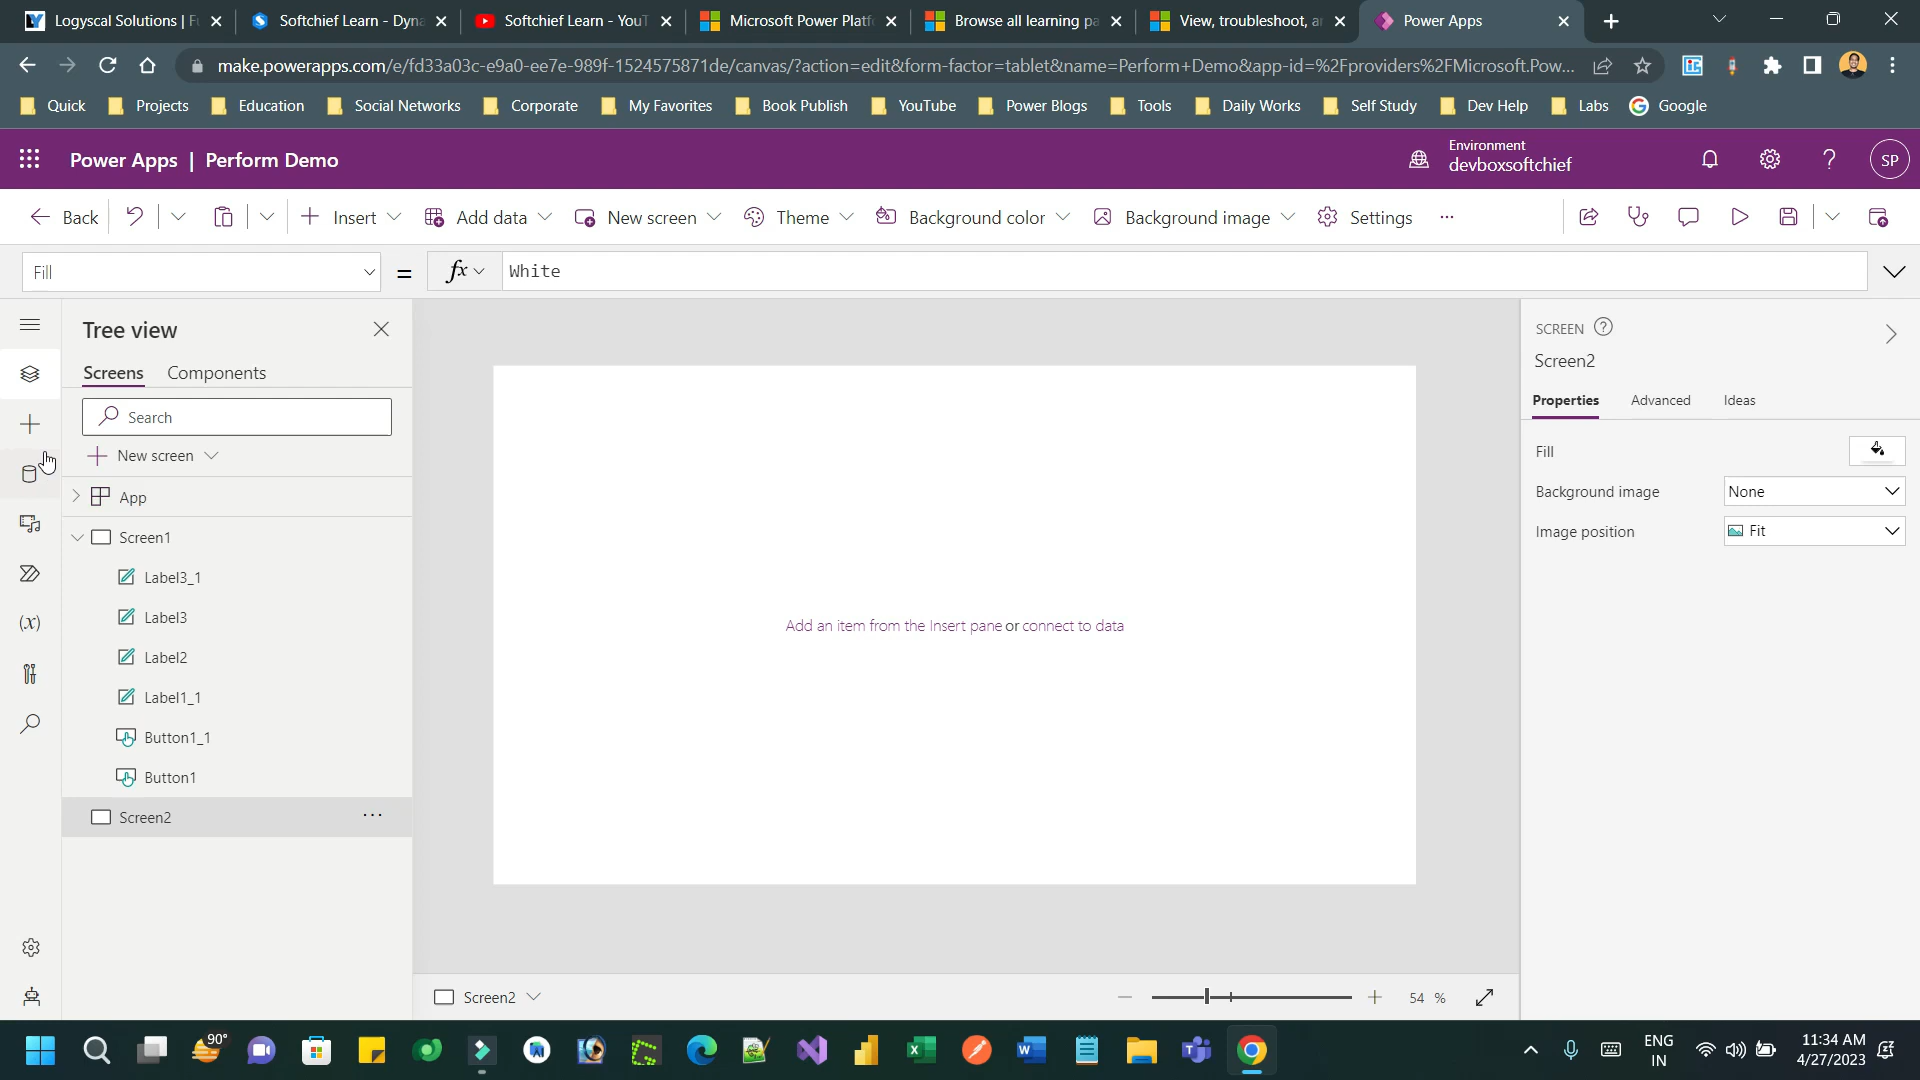 Logyscal Solutions | Fu
Softchief Learn - Dyna
Softchief Learn - YouT
Microsoft Power Platfo
Browse all learning pa
View, troubleshoot, an
Power Apps
make.powerapps.com/e/fd33a03c-e9a0-ee7e-989f-1524575871de/canvas/?action=edit&form-factor=tablet&name=Perform+Demo&app-id=%2Fproviders%2FMicrosoft.Pow...
Quick
Projects
Education
Social Networks
Corporate
My Favorites
Book Publish
YouTube
Power Blogs
Tools
Daily Works
Self Study
Dev Help
Labs
Google
Power Apps | Perform Demo
Environment
devboxsoftchief
SP
Back
Insert
Add data
New screen
Theme
Background color
Background image
Settings
Fill
= fx
White
Tree view
Screens
Components
Search
New screen
App
Screen1
Label3_1
Label3
Label2
Label1_1
Button1_1
Button1
Screen2
(x)
Add an item from the Insert pane or connect to data
SCREEN
Screen2
Properties
Advanced
Ideas
Fill
Background image
None
Image position
Fit
Screen2
54 %
90°
ENG
IN
11:34 AM
4/27/2023